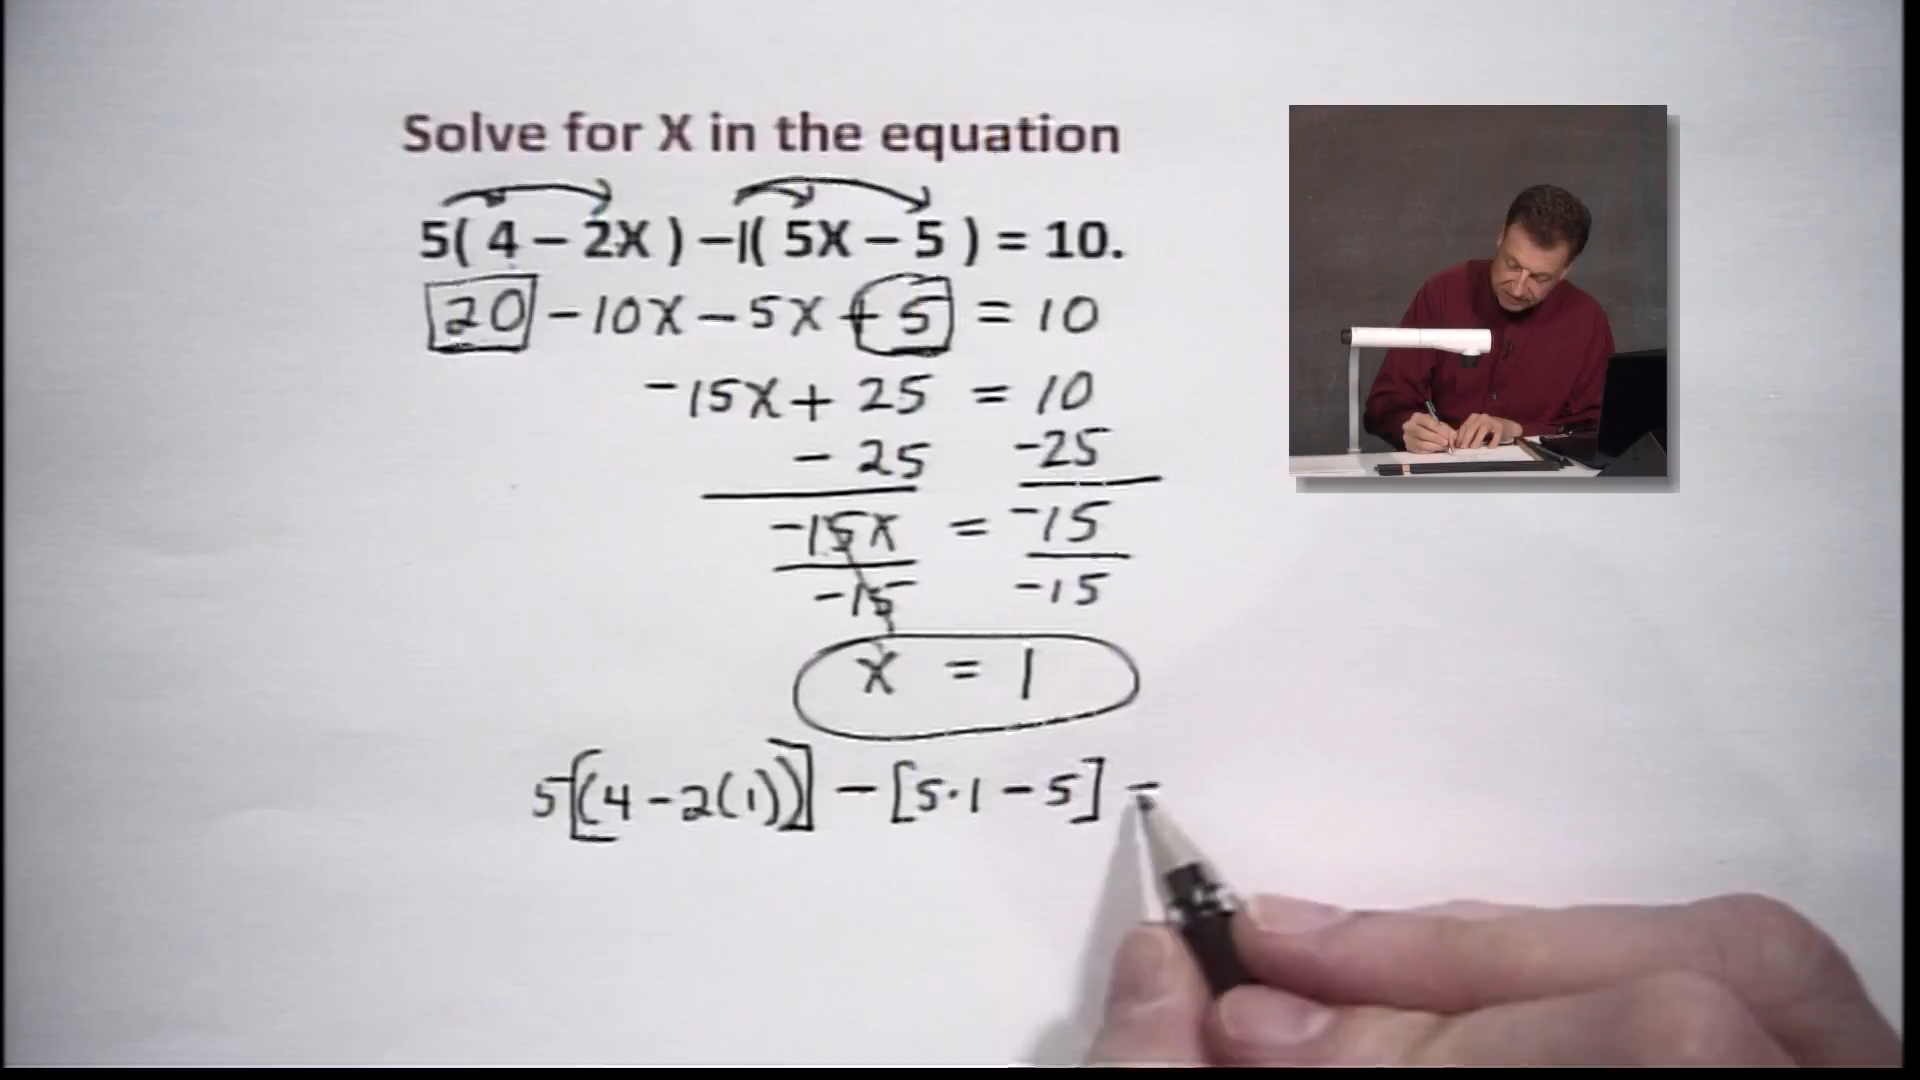 Solve for X in the equation
5( 4 – 2X ) –1( 5X – 5 ) = 10.
20 - 10X - 5X + 5 = 10
-15X + 25 = 10
- 25 -25
-15X = -15
-15 -15
X = 1
5[(4 - 2(1))] - [5·1 - 5] =